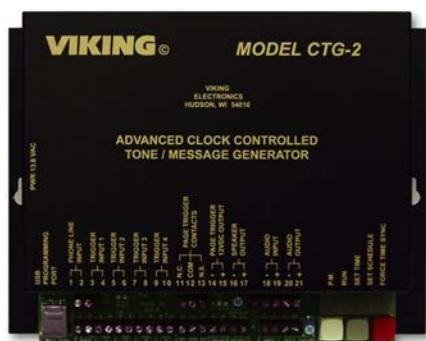 VIKING©
MODEL CTG-2
VIKING
ELECTRONICS
HUDSON, WI 54016
ADVANCED CLOCK CONTROLLED
TONE / MESSAGE GENERATOR
PWR 13.8 VAC
USB
PROGRAMMING
PORT
PHONE LINE
INPUT
TRIGGER
INPUT 1
TRIGGER
INPUT 2
TRIGGER
INPUT 3
TRIGGER
INPUT 4
N.C.
PAGE TRIGGER
COM CONTACTS
PAGE TRIGGER
12VDC OUTPUT
SPEAKER
OUTPUT
AUDIO
INPUT
AUDIO
OUTPUT
1 2 3 4 5 6 7 8 9 10 11 12 13 14 15 16 17 18 19 20 21
P.M.
RUN
SET TIME
SET SCHEDULE
FORCE TIME SYNC